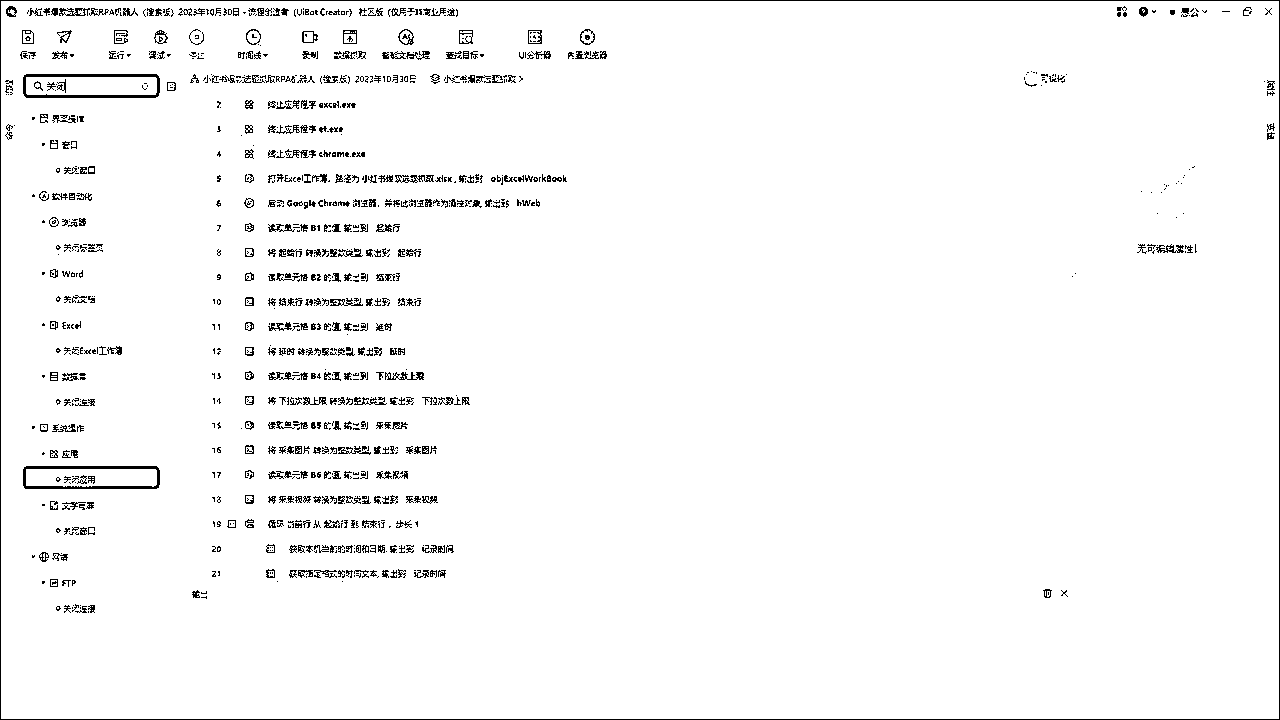 小红书爆款选题抓取RPA机器人（搜索版）2023年10月30日 - 流程创造者（UiBot Creator） 社区版（仅用于非商业用途）
愚公
保存 发布 运行 调试 停止 时间线 录制 数据抓取 智能文档处理 查找目标 UI分析器 内置浏览器
关闭
小红书爆款选题抓取RPA机器人（搜索版）2023年10月30日 小红书爆款选题抓取
可视化
界面操作
窗口
关闭窗口
软件自动化
浏览器
关闭标签页
Word
关闭文档
Excel
关闭Excel工作簿
数据库
关闭连接
系统操作
应用
关闭应用
文字写屏
关闭窗口
网络
FTP
关闭连接
2 终止应用程序 excel.exe
3 终止应用程序 et.exe
4 终止应用程序 chrome.exe
5 打开Excel工作簿，路径为 小红书爆款选题抓取.xlsx , 输出到 objExcelWorkBook
6 启动 Google Chrome 浏览器，并将此浏览器作为操控对象, 输出到 hWeb
7 读取单元格 B1 的值, 输出到 起始行
8 将 起始行 转换为整数类型, 输出到 起始行
9 读取单元格 B2 的值, 输出到 结束行
10 将 结束行 转换为整数类型, 输出到 结束行
11 读取单元格 B3 的值, 输出到 延时
12 将 延时 转换为整数类型, 输出到 延时
13 读取单元格 B4 的值, 输出到 下拉次数上限
14 将 下拉次数上限 转换为整数类型, 输出到 下拉次数上限
15 读取单元格 B5 的值, 输出到 采集图片
16 将 采集图片 转换为整数类型, 输出到 采集图片
17 读取单元格 B6 的值, 输出到 采集视频
18 将 采集视频 转换为整数类型, 输出到 采集视频
19 循环 当前行 从 起始行 到 结束行 ，步长 1
20 获取本机当前的时间和日期, 输出到 记录时间
21 获取指定格式的时间文本, 输出到 记录时间
输出
无可编辑属性！